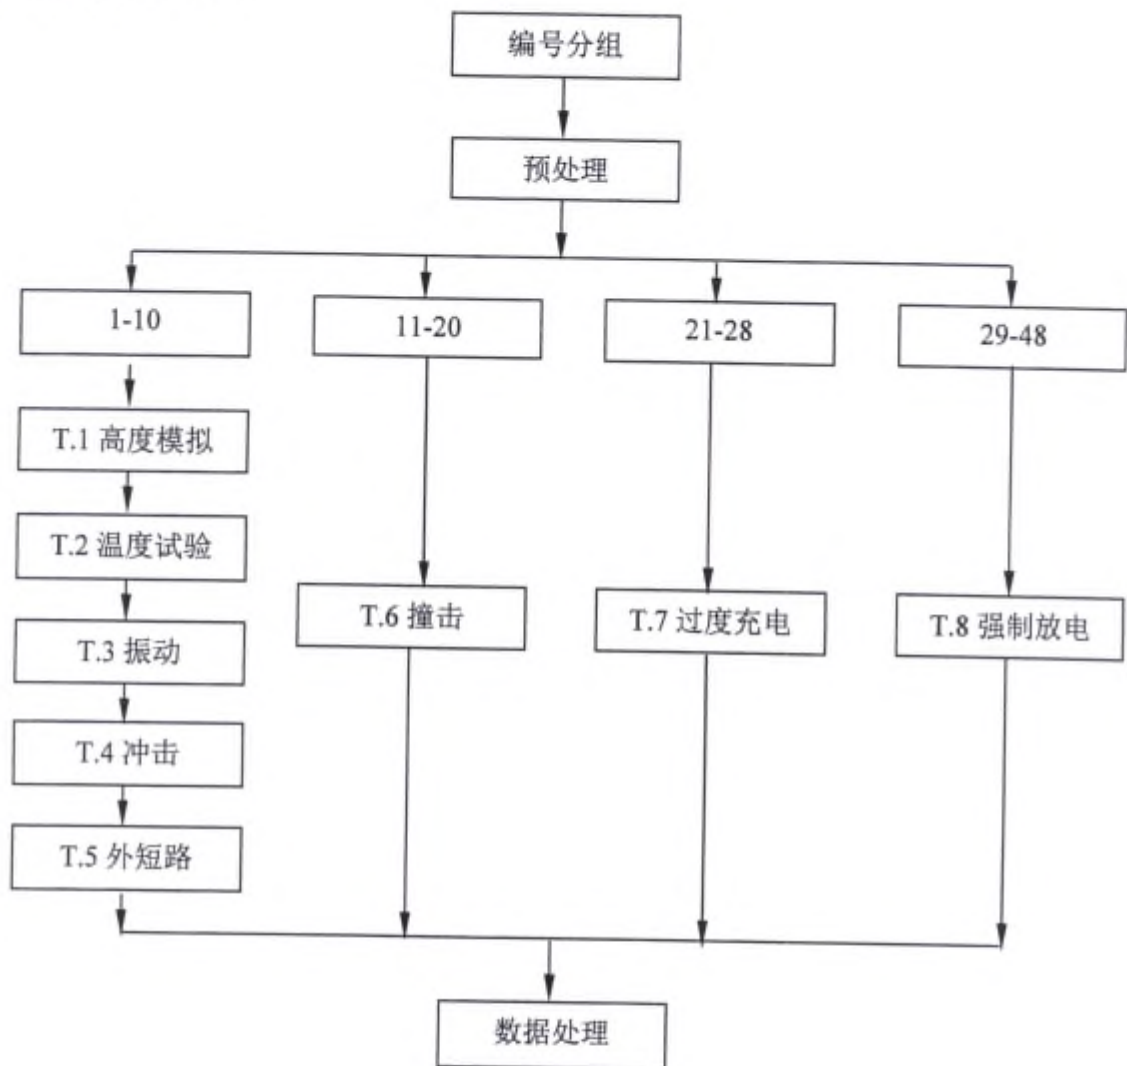 编号分组
预处理
1-10
11-20
21-28
29-48
T.1 高度模拟
T.2 温度试验
T.3 振动
T.4 冲击
T.5 外短路
T.6 撞击
T.7 过度充电
T.8 强制放电
数据处理